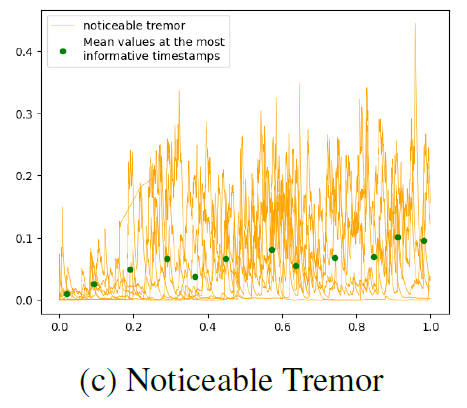 noticeable tremor
Mean values at the most
informative timestamps
0.4
0.3
0.2
0.1
0.0
0.0 0.2 0.4 0.6 0.8 1.0
(c) Noticeable Tremor